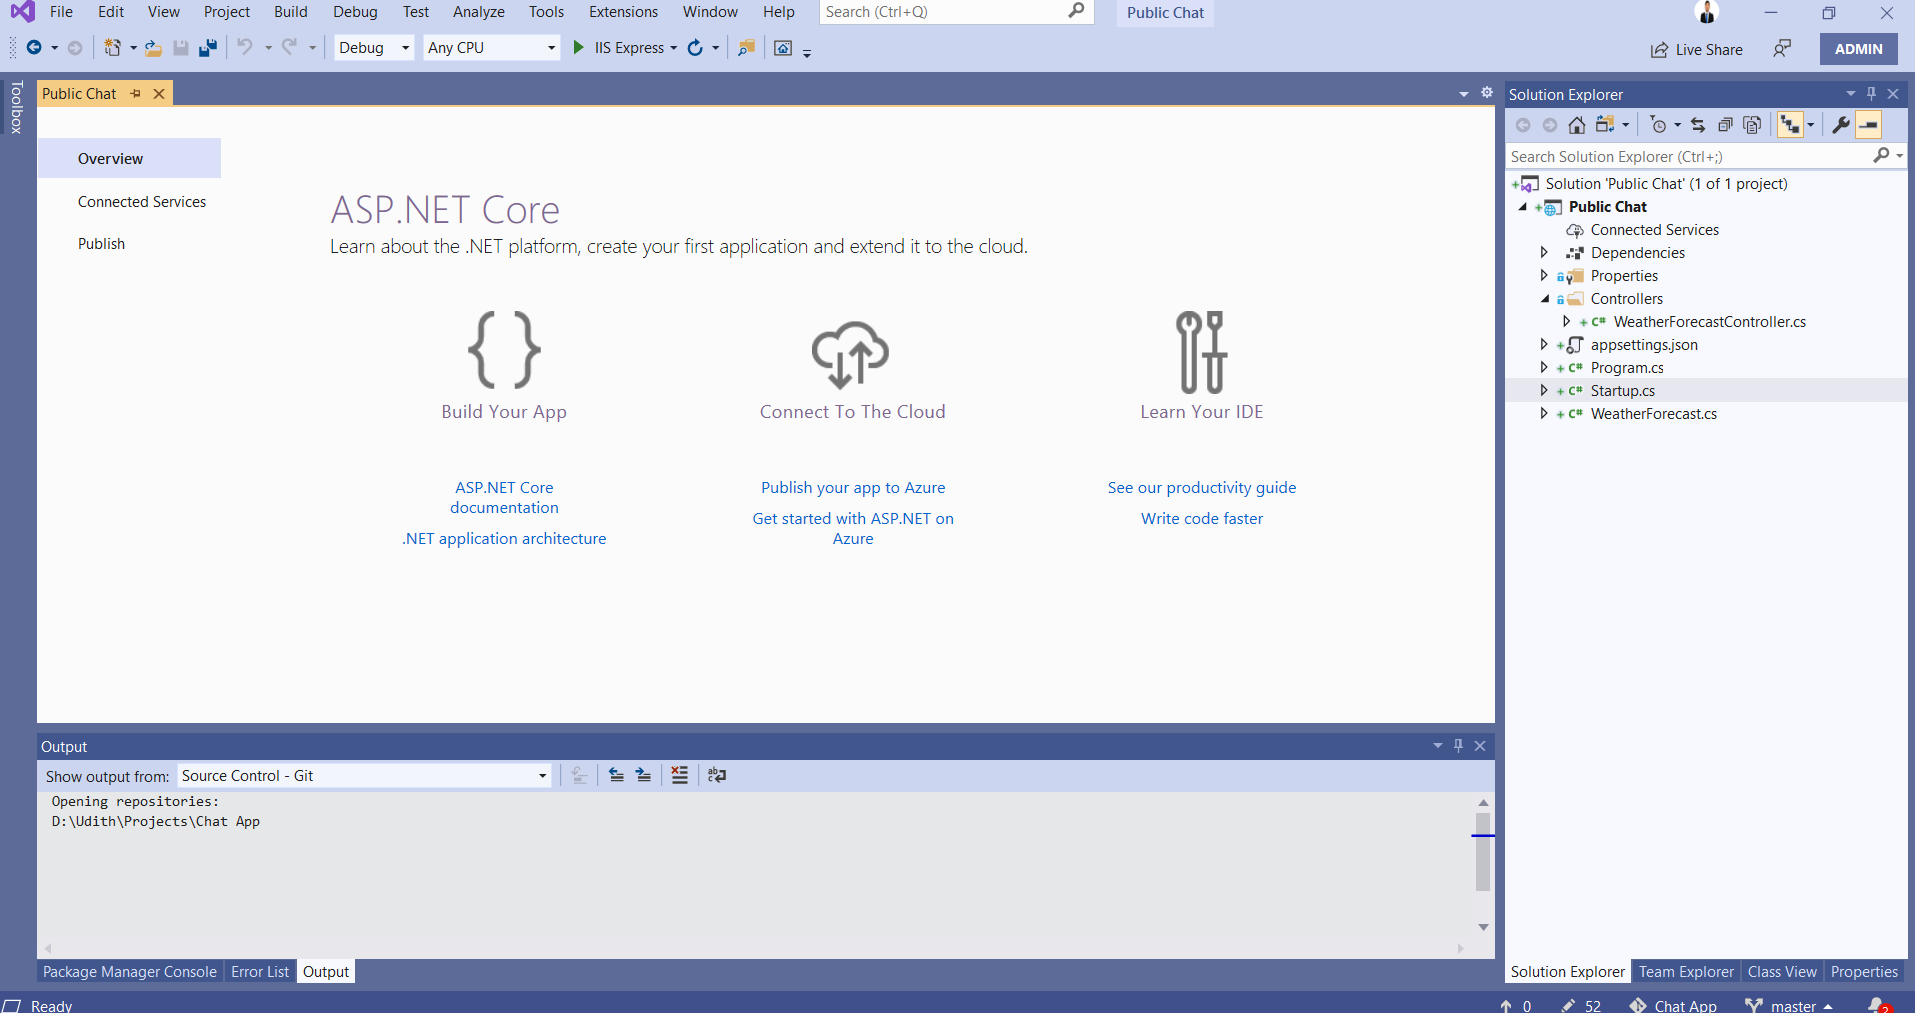 File Edit View Project Build Debug Test Analyze Tools Extensions Window Help Search (Ctrl+Q) Public Chat
Debug Any CPU IIS Express Live Share ADMIN
Toolbox
Public Chat
Overview
Connected Services
Publish
ASP.NET Core
Learn about the .NET platform, create your first application and extend it to the cloud.
Build Your App
Connect To The Cloud
Learn Your IDE
ASP.NET Core
documentation
.NET application architecture
Publish your app to Azure
Get started with ASP.NET on
Azure
See our productivity guide
Write code faster
Output
Show output from: Source Control - Git
Opening repositories:
D:\Udith\Projects\Chat App
Package Manager Console Error List Output
Solution Explorer
Search Solution Explorer (Ctrl+;)
Solution 'Public Chat' (1 of 1 project)
Public Chat
Connected Services
Dependencies
Properties
Controllers
C# WeatherForecastController.cs
appsettings.json
C# Program.cs
C# Startup.cs
C# WeatherForecast.cs
Solution Explorer Team Explorer Class View Properties
Ready 0 52 Chat App master 2